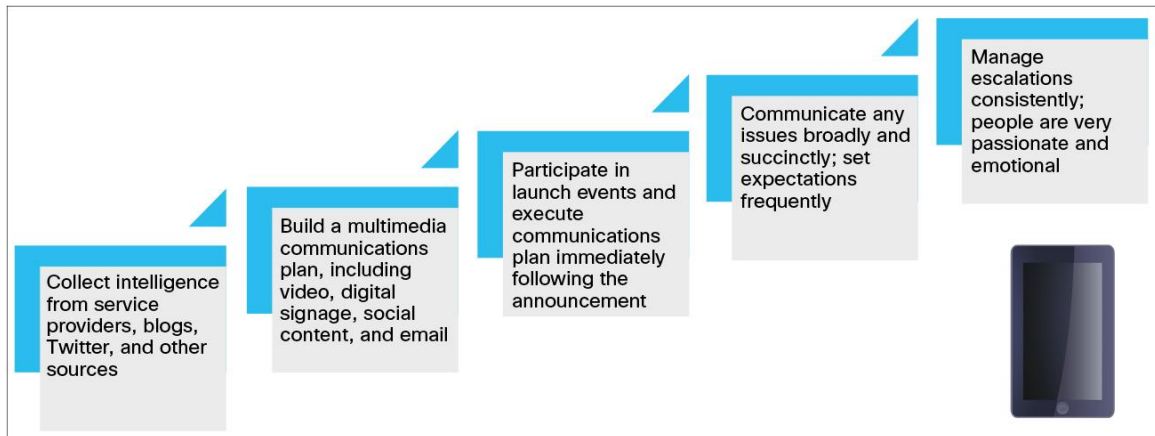 Collect intelligence
from service
providers, blogs,
Twitter, and other
sources
Build a multimedia
communications
plan, including
video, digital
signage, social
content, and email
Participate in
launch events and
execute
communications
plan immediately
following the
announcement
Communicate any
issues broadly and
succinctly; set
expectations
frequently
Manage
escalations
consistently;
people are very
passionate and
emotional